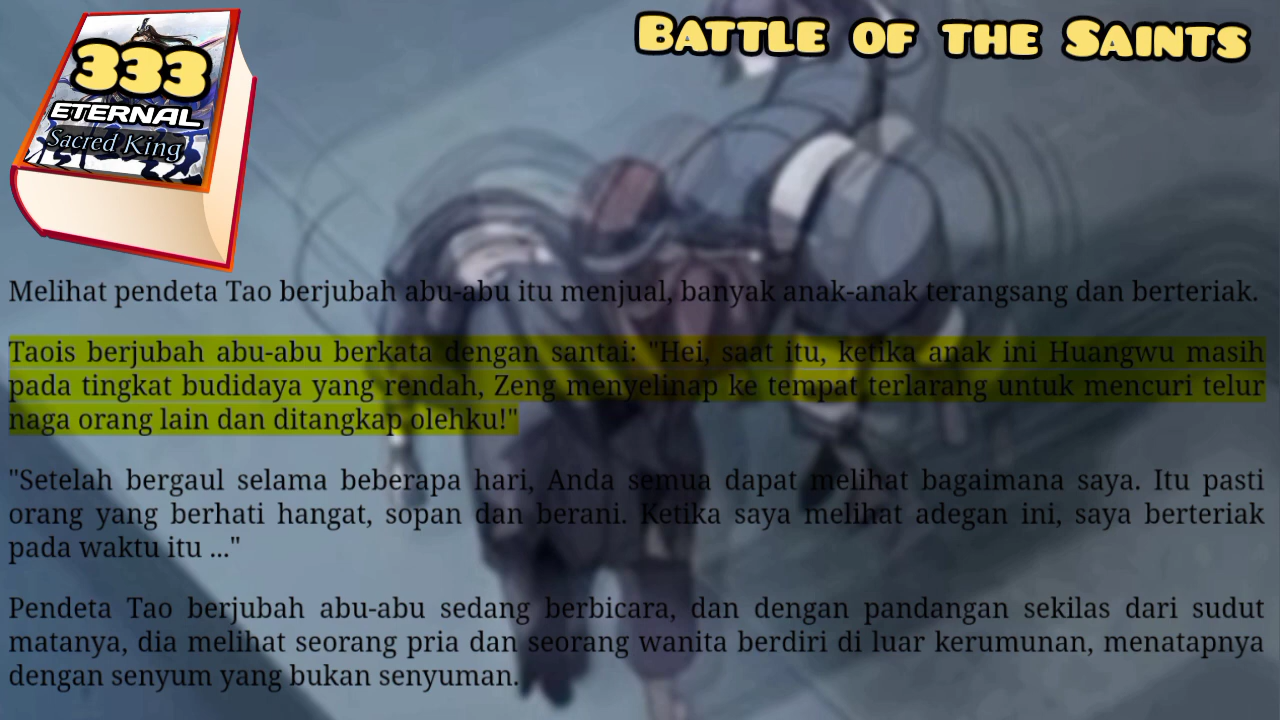 BATTLE OF THE SAINTS
333
ETERNAL
Sacred King
Melihat pendeta Tao berjubah abu-abu itu menjual, banyak anak-anak terangsang dan berteriak.
Taois berjubah abu-abu berkata dengan santai: "Hei, saat itu, ketika anak ini Huangwu masih
pada tingkat budidaya yang rendah, Zeng menyelinap ke tempat terlarang untuk mencuri telur
naga orang lain dan ditangkap olehku!"
"Setelah bergaul selama beberapa hari, Anda semua dapat melihat bagaimana saya. Itu pasti
orang yang berhati hangat, sopan dan berani. Ketika saya melihat adegan ini, saya berteriak
pada waktu itu ..."
Pendeta Tao berjubah abu-abu sedang berbicara, dan dengan pandangan sekilas dari sudut
matanya, dia melihat seorang pria dan seorang wanita berdiri di luar kerumunan, menatapnya
dengan senyum yang bukan senyuman.